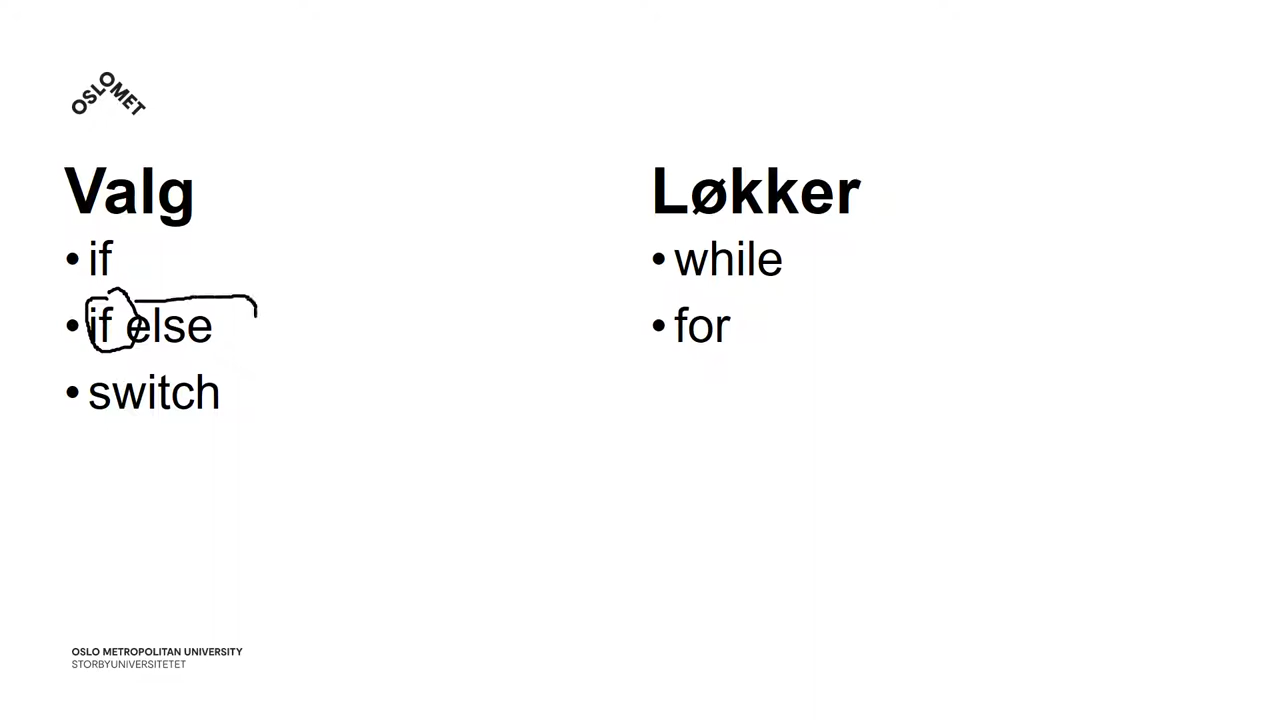 OSLOMET
Valg
• if
• if else
• switch
Løkker
• while
• for
OSLO METROPOLITAN UNIVERSITY
STORBYUNIVERSITETET